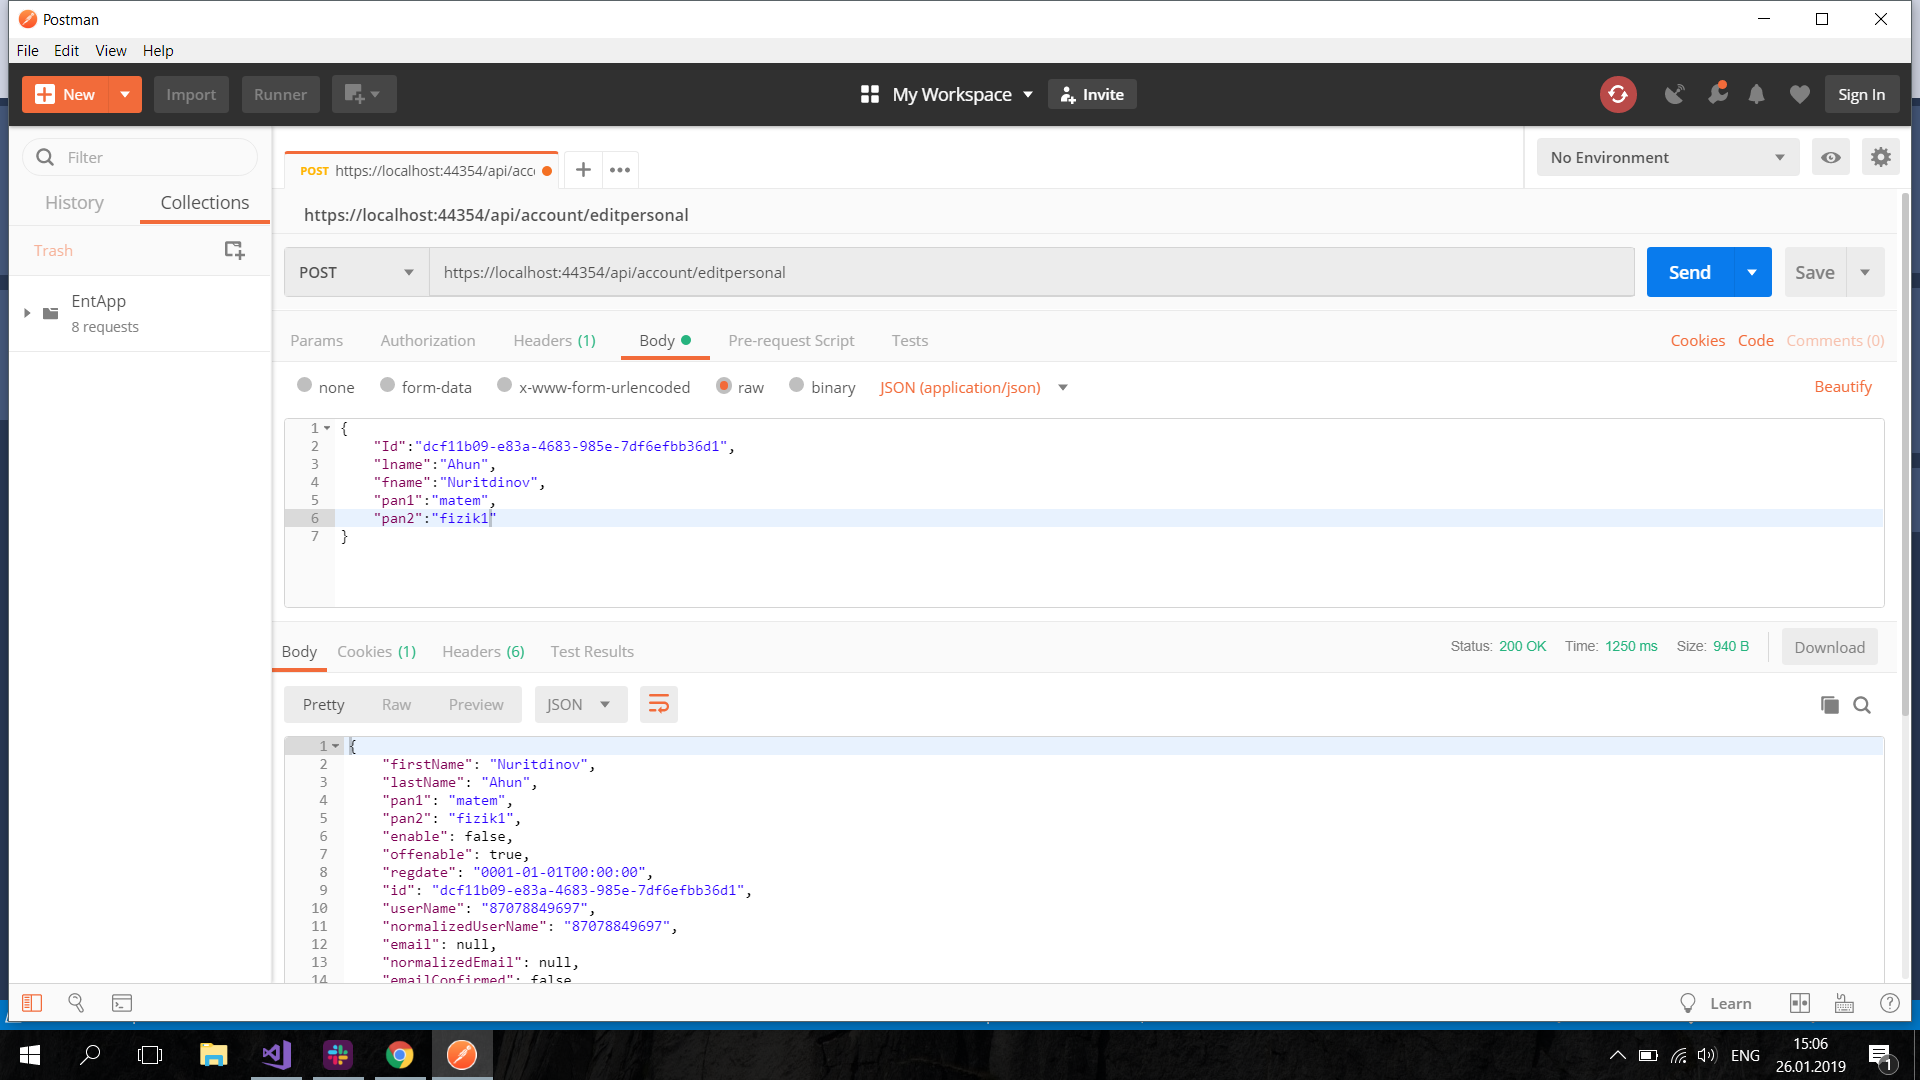 Postman
File Edit View Help
New Import Runner My Workspace Invite Sign In
Filter
History Collections
Trash
EntApp
8 requests
POST https://localhost:44354/api/acc
No Environment
https://localhost:44354/api/account/editpersonal
POST https://localhost:44354/api/account/editpersonal Send Save
Params Authorization Headers (1) Body Pre-request Script Tests Cookies Code Comments (0)
none form-data x-www-form-urlencoded raw binary JSON (application/json) Beautify
1 {
2 "Id":"dcf11b09-e83a-4683-985e-7df6efbb36d1",
3 "lname":"Ahun",
4 "fname":"Nuritdinov",
5 "pan1":"matem",
6 "pan2":"fizik1"
7 }
Body Cookies (1) Headers (6) Test Results Status: 200 OK Time: 1250 ms Size: 940 B Download
Pretty Raw Preview JSON
1 {
2 "firstName": "Nuritdinov",
3 "lastName": "Ahun",
4 "pan1": "matem",
5 "pan2": "fizik1",
6 "enable": false,
7 "offenable": true,
8 "regdate": "0001-01-01T00:00:00",
9 "id": "dcf11b09-e83a-4683-985e-7df6efbb36d1",
10 "userName": "87078849697",
11 "normalizedUserName": "87078849697",
12 "email": null,
13 "normalizedEmail": null,
14 "emailConfirmed": false
Learn
ENG 15:06
26.01.2019
1